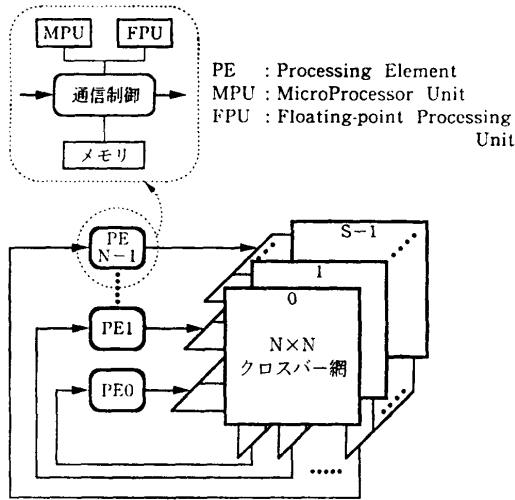 MPU FPU
通信制御
メモリ
PE : Processing Element
MPU : MicroProcessor Unit
FPU : Floating-point Processing
Unit
PE
N-1
PE1
PE0
S-1
1
0
N×N
クロスバー網